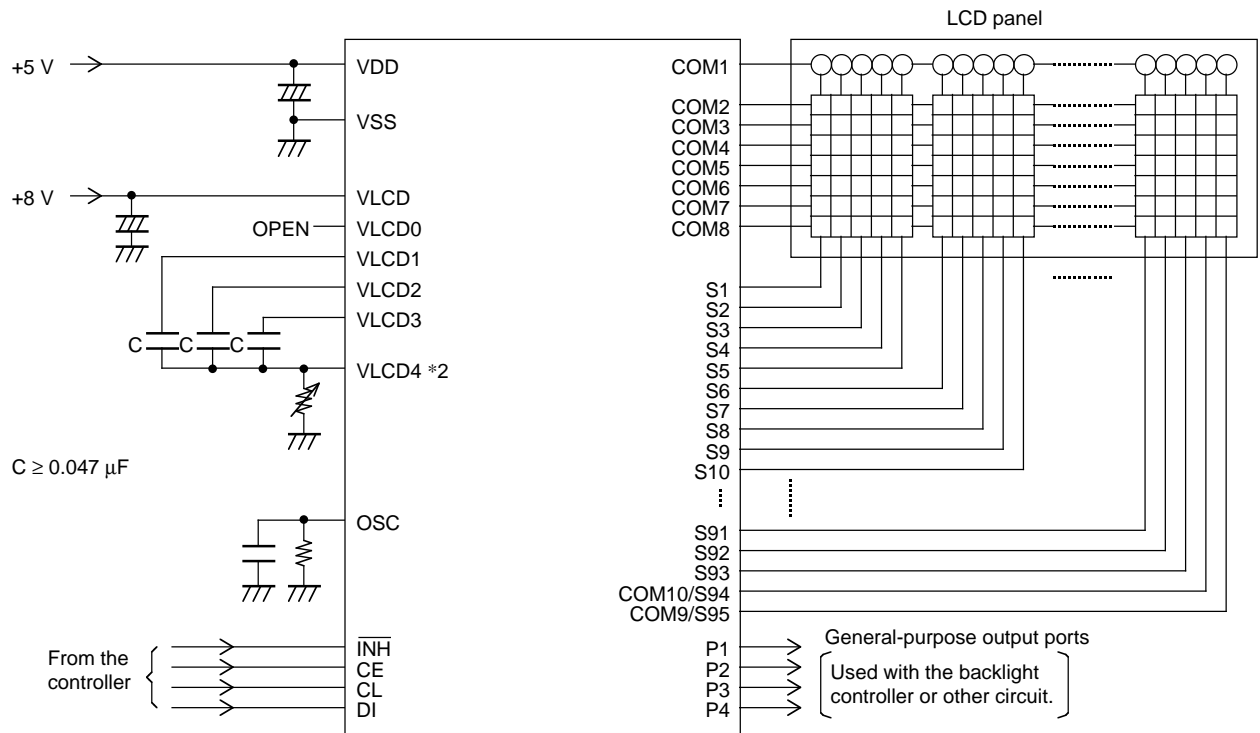 LCD panel
+5 V
VDD
VSS
+8 V
VLCD
OPEN
VLCD0
VLCD1
VLCD2
VLCD3
C
C
C
VLCD4 *2
C ≥ 0.047 μF
OSC
From the
controller
INH
CE
CL
DI
COM1
COM2
COM3
COM4
COM5
COM6
COM7
COM8
S1
S2
S3
S4
S5
S6
S7
S8
S9
S10
S91
S92
S93
COM10/S94
COM9/S95
P1
P2
P3
P4
General-purpose output ports
Used with the backlight
controller or other circuit.